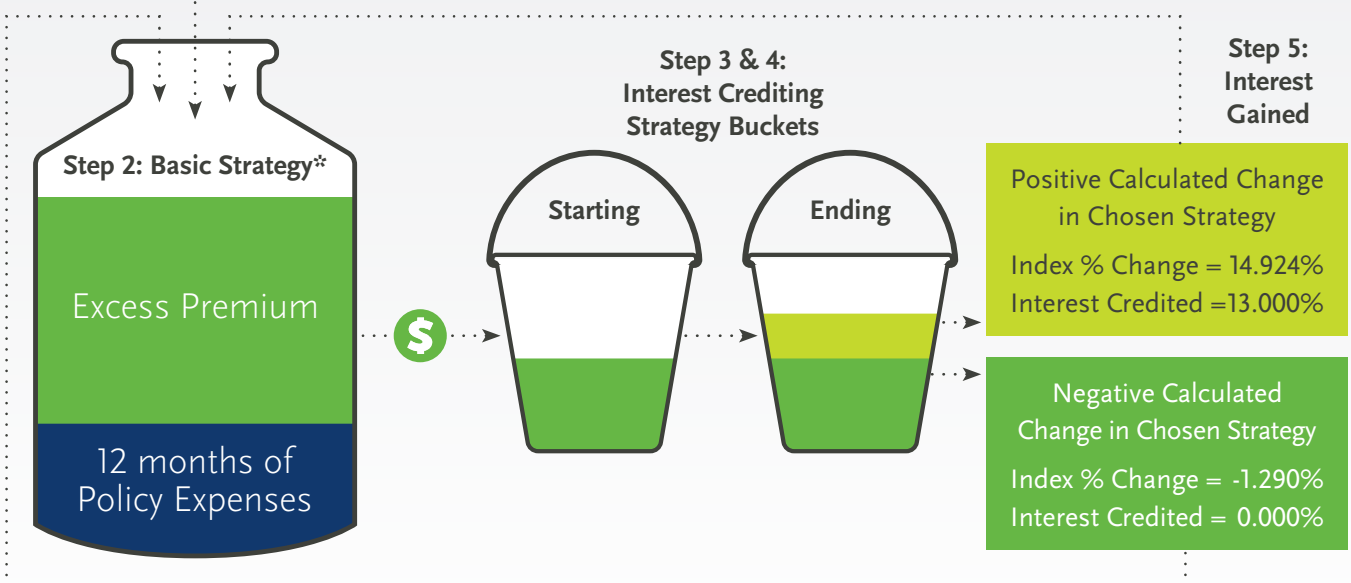 Step 2: Basic Strategy*
Excess Premium
12 months of
Policy Expenses
$
Step 3 & 4:
Interest Crediting
Strategy Buckets
Starting
Ending
Step 5:
Interest
Gained
Positive Calculated Change
in Chosen Strategy
Index % Change = 14.924%
Interest Credited =13.000%
Negative Calculated
Change in Chosen Strategy
Index % Change = -1.290%
Interest Credited = 0.000%